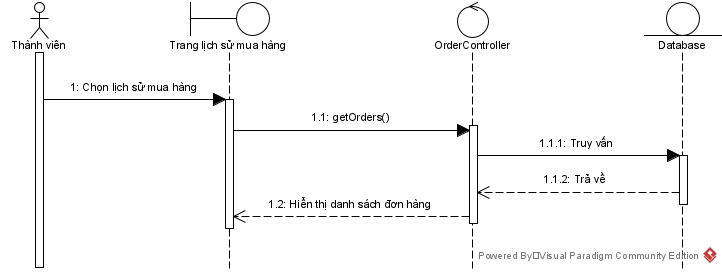 Thành viên
Trang lịch sử mua hàng
OrderController
Database
1: Chọn lịch sử mua hàng
1.1: getOrders()
1.1.1: Truy vấn
1.1.2: Trả về
1.2: Hiển thị danh sách đơn hàng
Powered By Visual Paradigm Community Edition